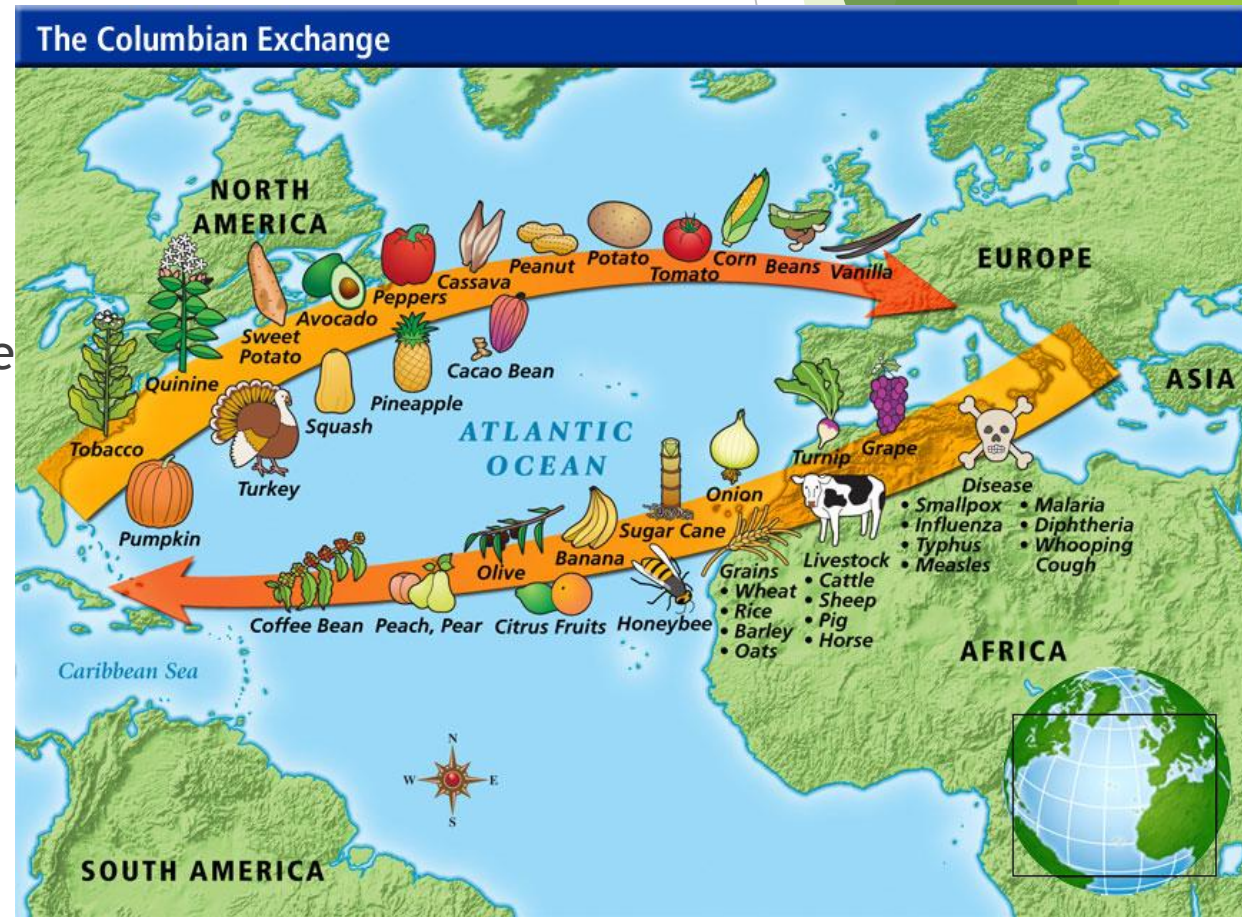 The Columbian Exchange
NORTH
AMERICA
EUROPE
ASIA
e
Sweet
Potato
Avocado
Peppers
Cassava
Peanut
Potato
Tomato
Corn
Beans
Vanilla
Quinine
Tobacco
Pumpkin
Turkey
Squash
Pineapple
Cacao Bean
ATLANTIC
OCEAN
Turnip
Grape
Onion
Sugar Cane
Banana
Olive
Coffee Bean
Peach, Pear
Citrus Fruits
Honeybee
Grains
• Wheat
• Rice
• Barley
• Oats
Livestock
• Cattle
• Sheep
• Pig
• Horse
Disease
• Smallpox
• Influenza
• Typhus
• Measles
• Malaria
• Diphtheria
• Whooping
Cough
AFRICA
Caribbean Sea
N
W
E
S
SOUTH AMERICA